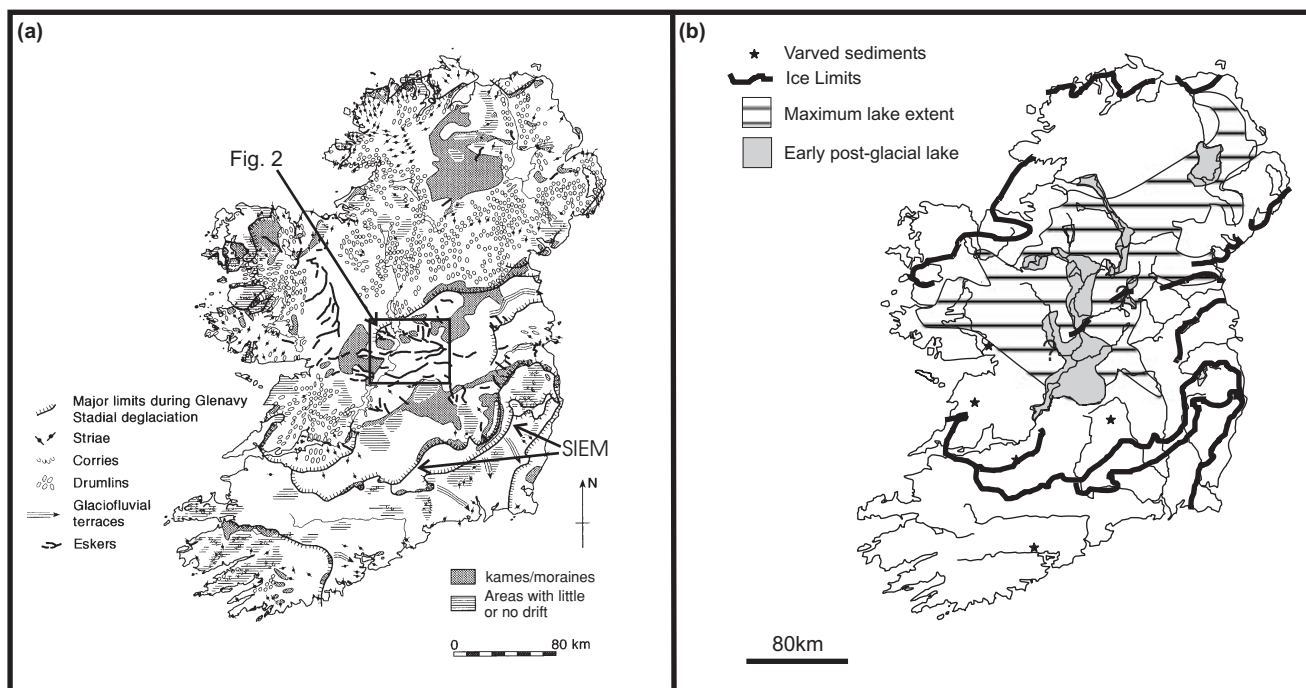 (a)
Fig. 2
Major limits during Glenavy
Stadial deglaciation
Striae
Corries
Drumlins
Glaciofluvial
terraces
Eskers
SIEM
N
kames/moraines
Areas with little
or no drift
0 80 km
(b)
Varved sediments
Ice Limits
Maximum lake extent
Early post-glacial lake
80km